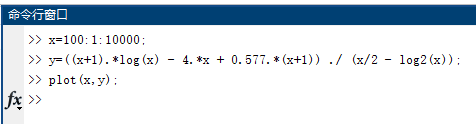 命令行窗口
>> x=100:1:10000;
>> y=((x+1).*log(x) - 4.*x + 0.577.*(x+1)) ./ (x/2 - log2(x));
>> plot(x,y);
fx >>